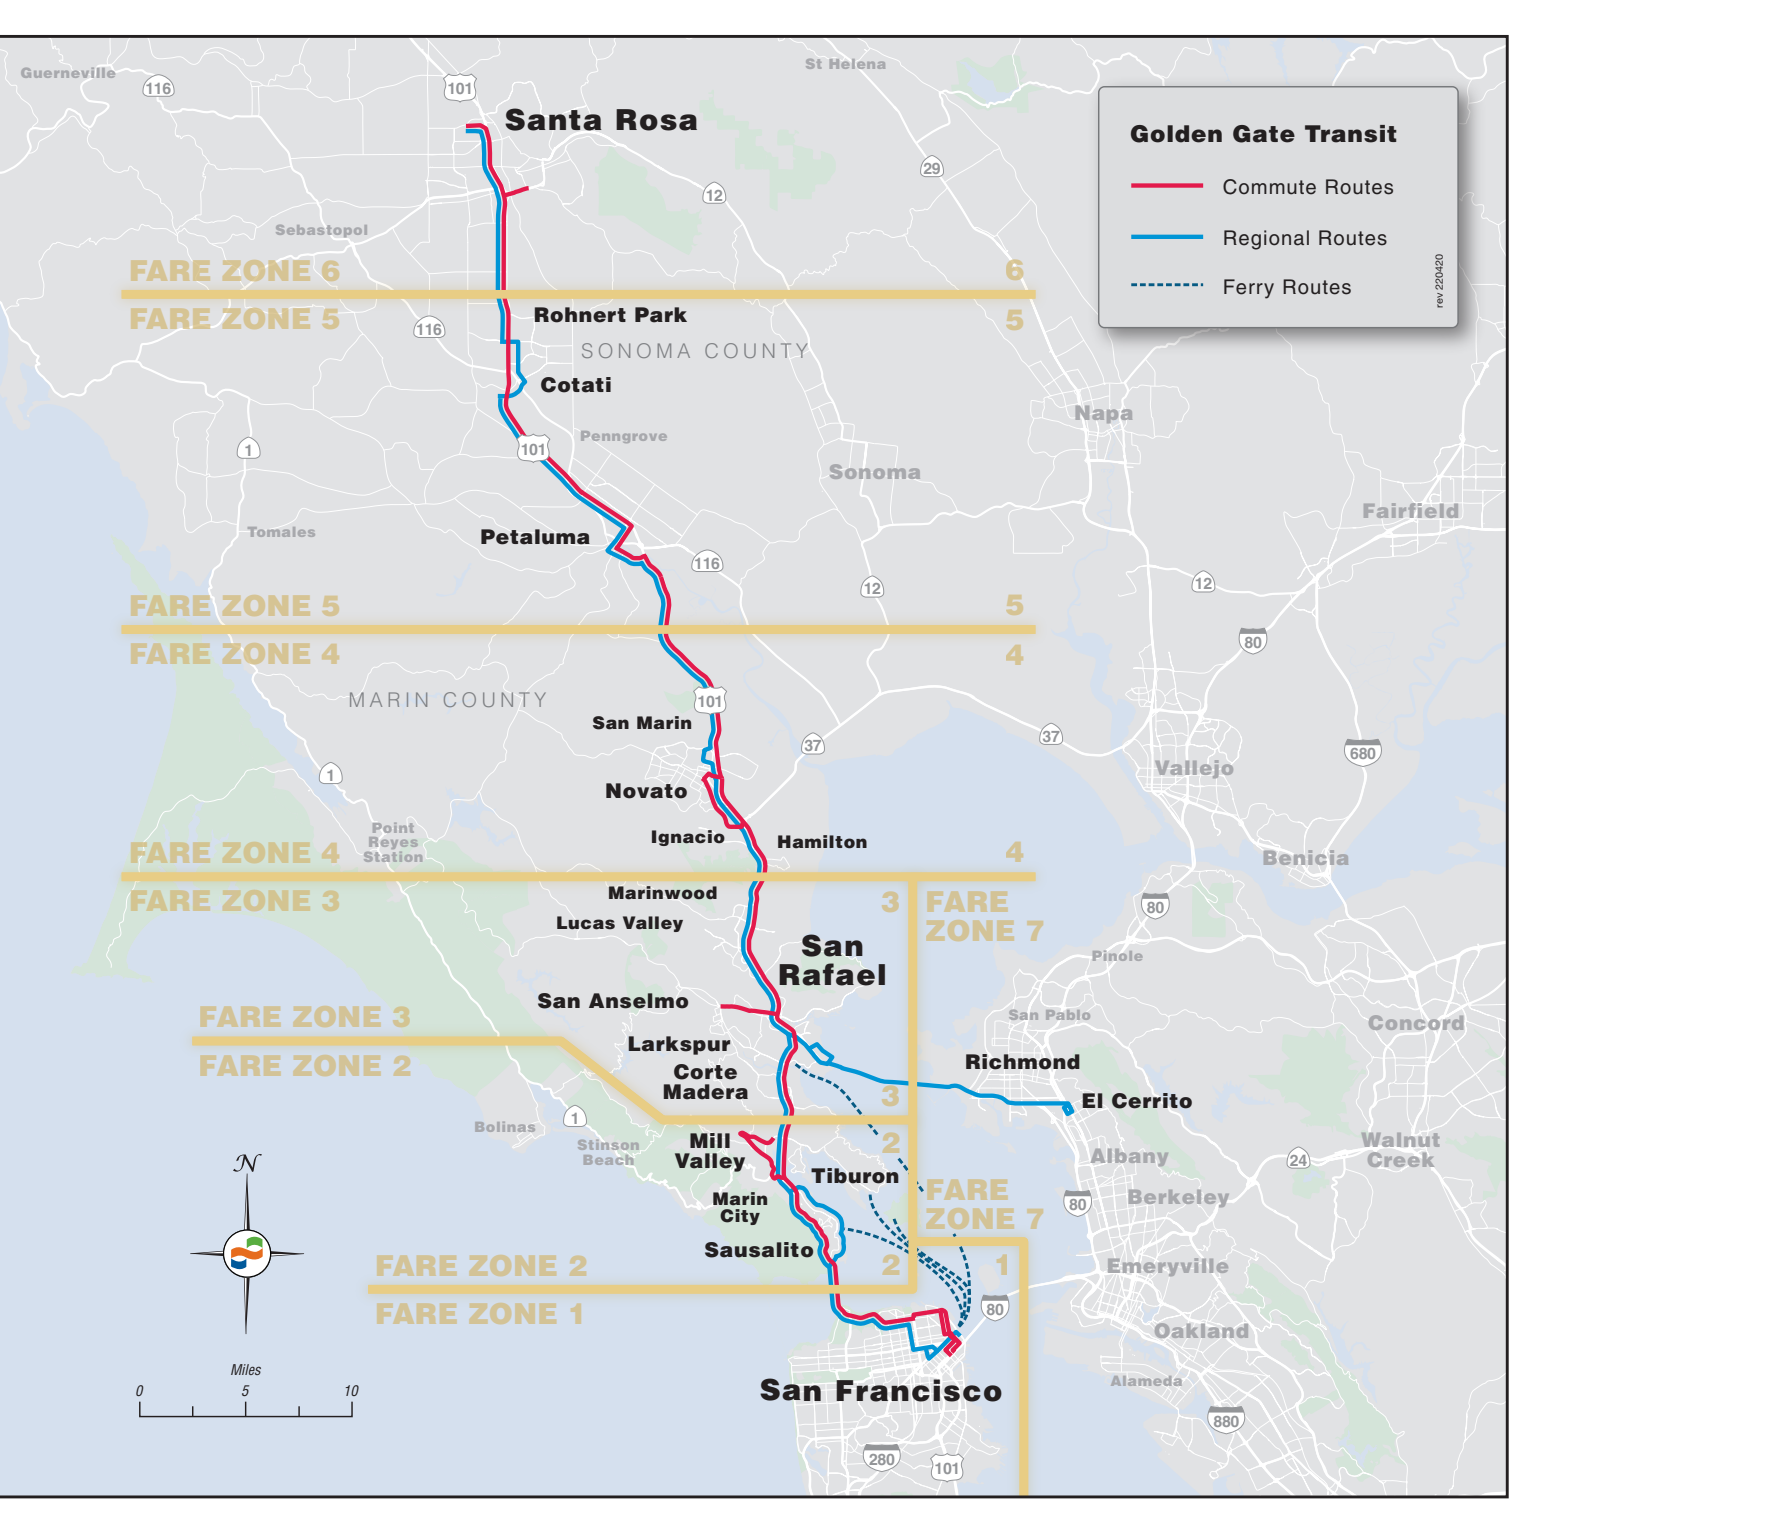 Guerneville
116
101
St Helena
Santa Rosa
Golden Gate Transit
Commute Routes
Regional Routes
Ferry Routes
rev 220420
29
12
Sebastopol
FARE ZONE 6
6
FARE ZONE 5
5
Rohnert Park
116
SONOMA COUNTY
Cotati
Napa
1
101
Penngrove
Sonoma
Fairfield
Tomales
Petaluma
116
12
12
FARE ZONE 5
5
80
FARE ZONE 4
4
MARIN COUNTY
101
San Marin
37
37
680
1
Vallejo
Novato
Point
Reyes
Station
Ignacio
Hamilton
FARE ZONE 4
4
Benicia
FARE ZONE 3
Marinwood
3
FARE
ZONE 7
80
Lucas Valley
San
Rafael
Pinole
San Anselmo
FARE ZONE 3
San Pablo
Concord
Larkspur
FARE ZONE 2
Richmond
Corte
Madera
3
El Cerrito
1
Bolinas
Stinson
Beach
Mill
Valley
2
Walnut
Creek
24
Albany
N
Tiburon
FARE
ZONE 7
Marin
City
80
Berkeley
Sausalito
FARE ZONE 2
2
1
Emeryville
FARE ZONE 1
80
Oakland
Miles
0
5
10
San Francisco
Alameda
880
280
101